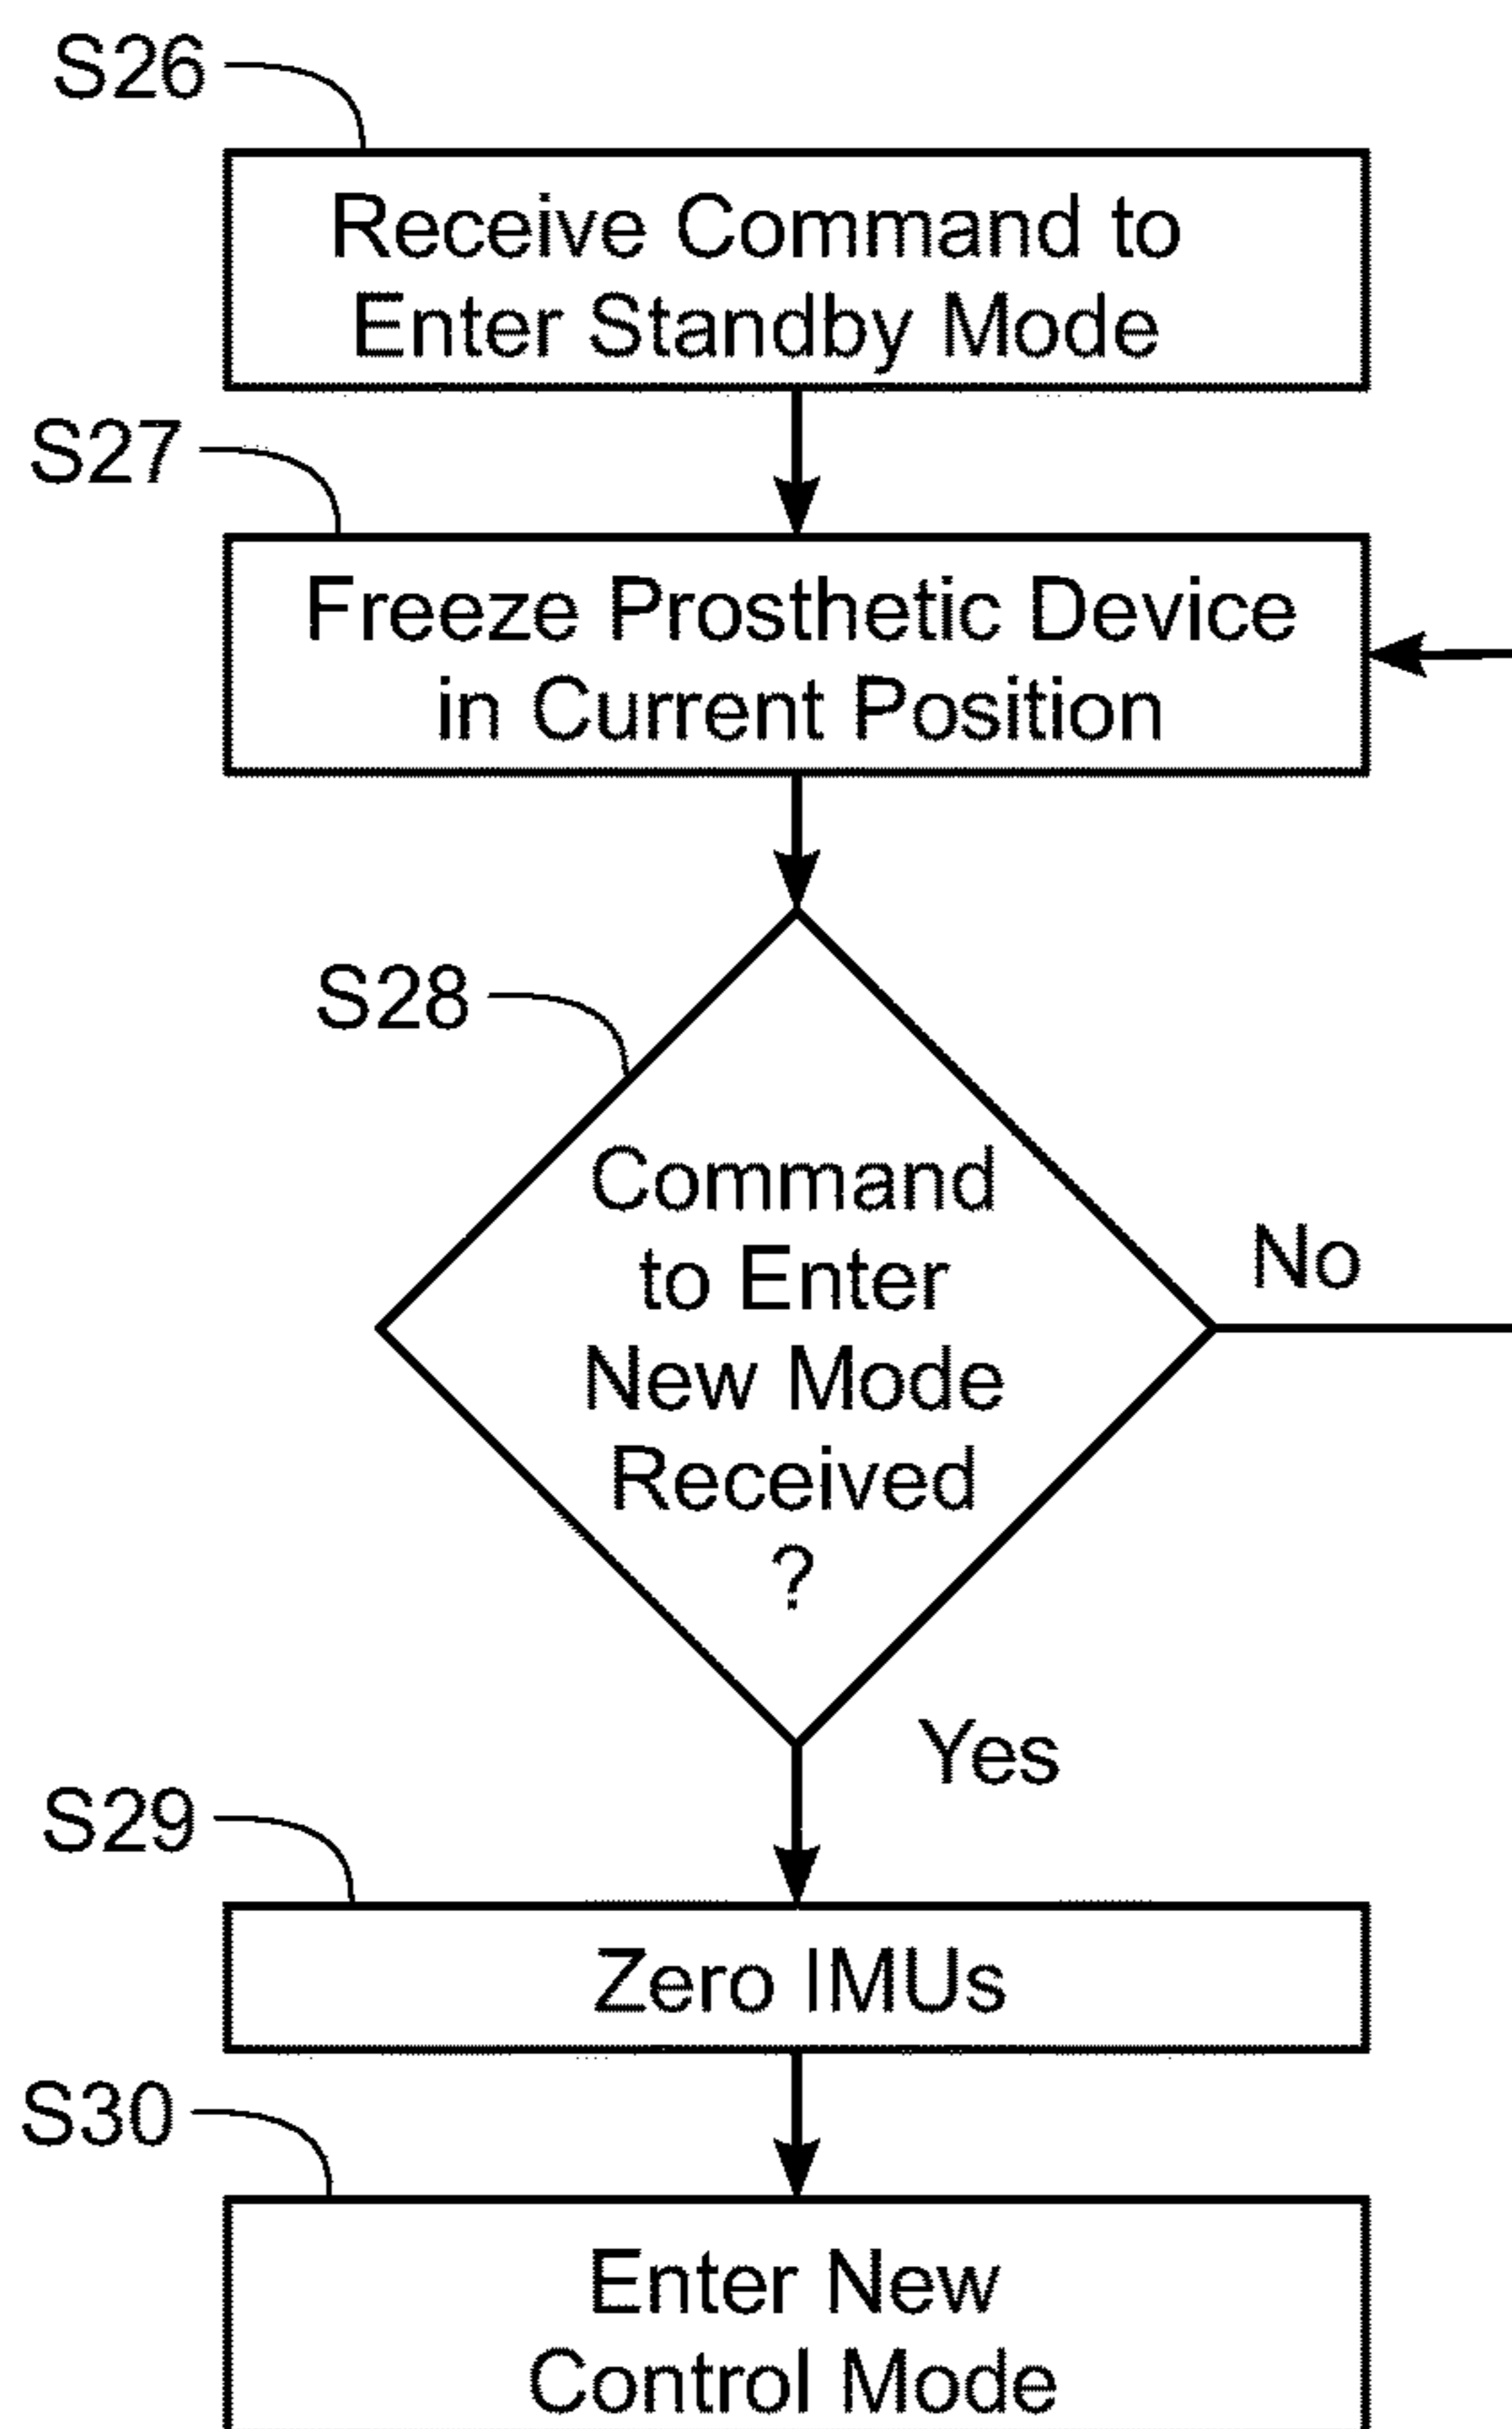 S26
Receive Command to
Enter Standby Mode
S27
Freeze Prosthetic Device
in Current Position
S28
Command
to Enter
New Mode
Received
?
No
Yes
S29
Zero IMUs
S30
Enter New
Control Mode